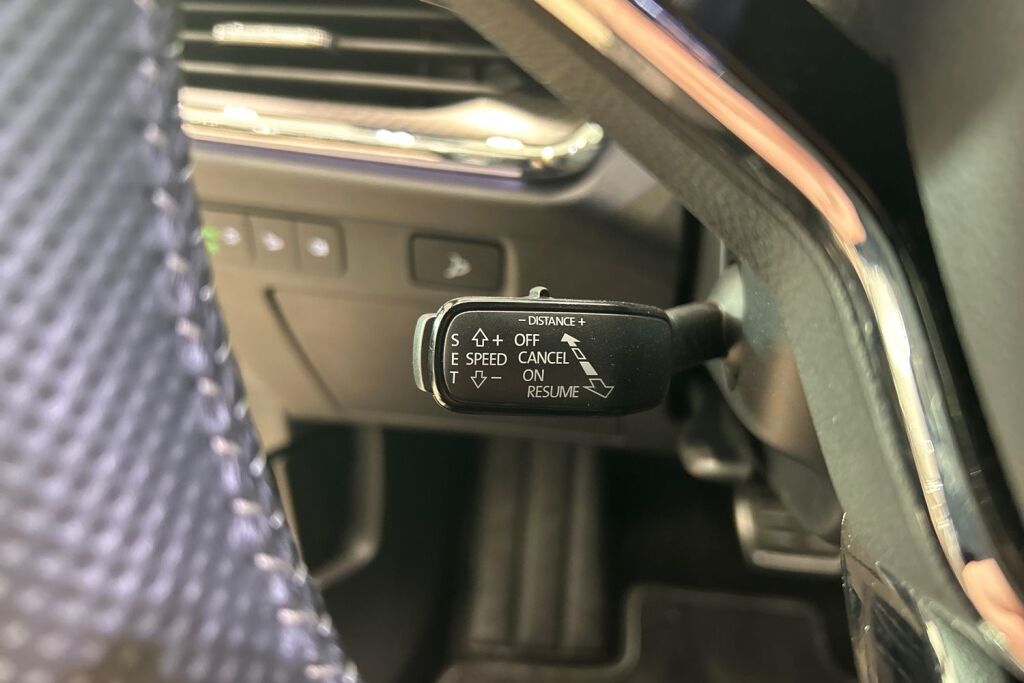 − DISTANCE +
S + OFF
E SPEED CANCEL
T − ON
RESUME